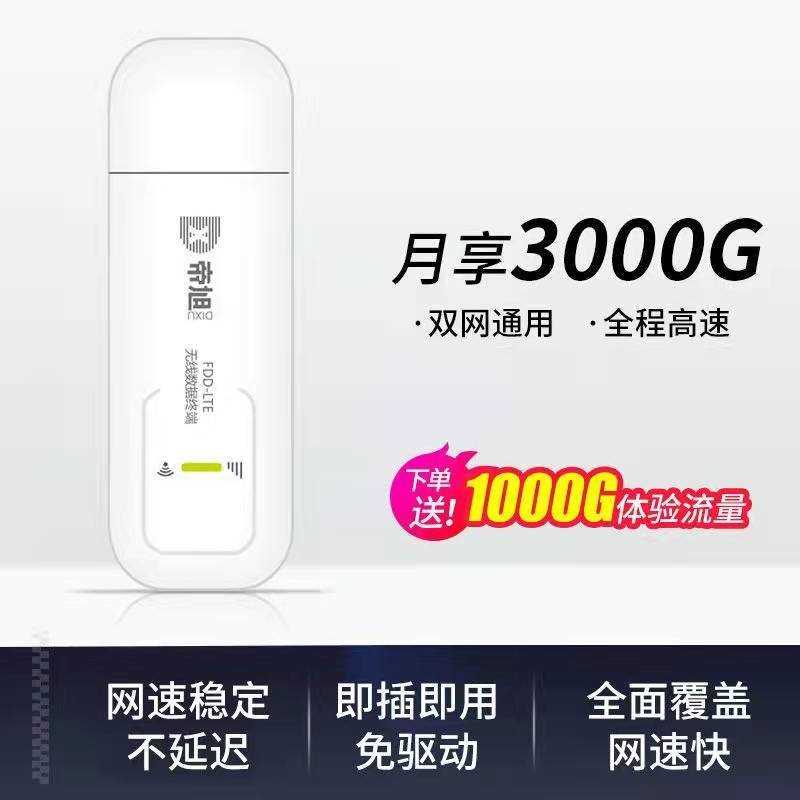 帝旭
DIXU
FDD-LTE
无线数据终端
月享3000G
·双网通用 ·全程高速
下单
送!
1000G体验流量
网速稳定
不延迟
即插即用
免驱动
全面覆盖
网速快